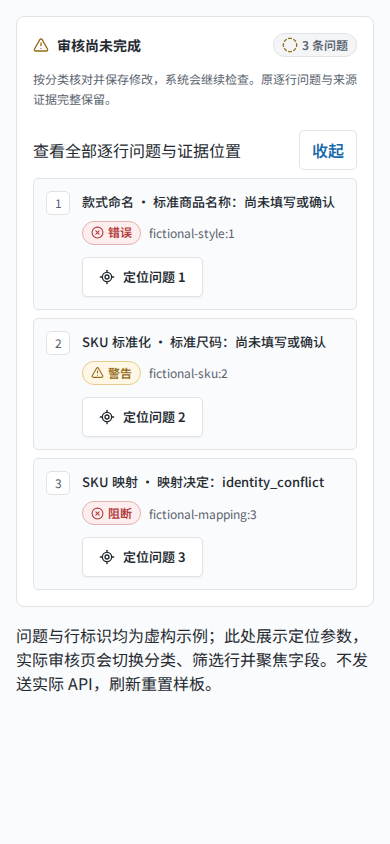 审核尚未完成
3 条问题
按分类核对并保存修改，系统会继续检查。原逐行问题与来源
证据完整保留。
查看全部逐行问题与证据位置
收起
1
款式命名 · 标准商品名称：尚未填写或确认
错误
fictional-style:1
定位问题 1
2
SKU 标准化 · 标准尺码：尚未填写或确认
警告
fictional-sku:2
定位问题 2
3
SKU 映射 · 映射决定：identity_conflict
阻断
fictional-mapping:3
定位问题 3
问题与行标识均为虚构示例；此处展示定位参数，
实际审核页会切换分类、筛选行并聚焦字段。不发
送实际 API，刷新重置样板。